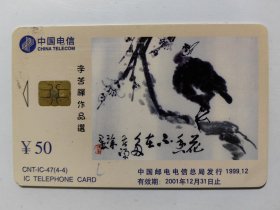 中国电信
CHINA TELECOM
李苦禅作品選
¥50
CNT-IC-47(4-4)
IC TELEPHONE CARD
中国邮电电信总局发行 1999.12
有效期：2001年12月31日止